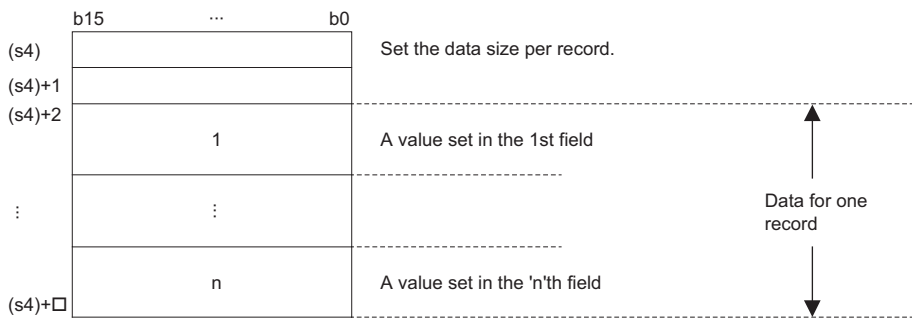 b15 ... b0
(s4) Set the data size per record.
(s4)+1
(s4)+2
1 A value set in the 1st field
⋮ ⋮
Data for one
record
n A value set in the 'n'th field
(s4)+□